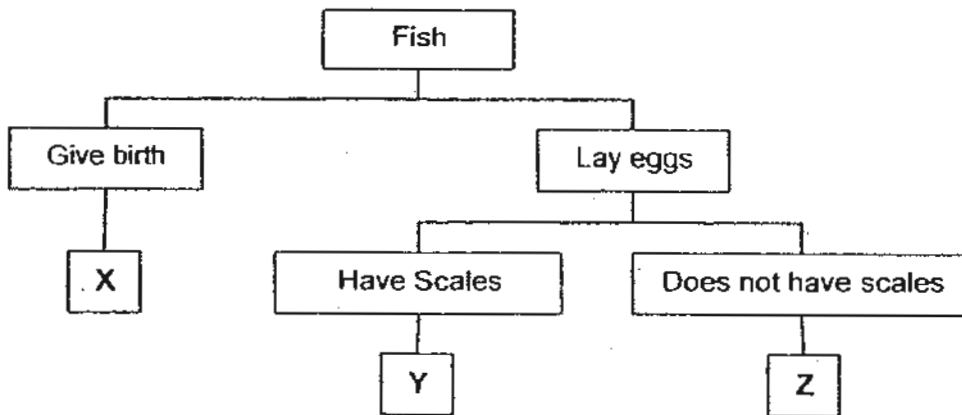 Fish
Give birth
Lay eggs
X
Have Scales
Does not have scales
Y
Z